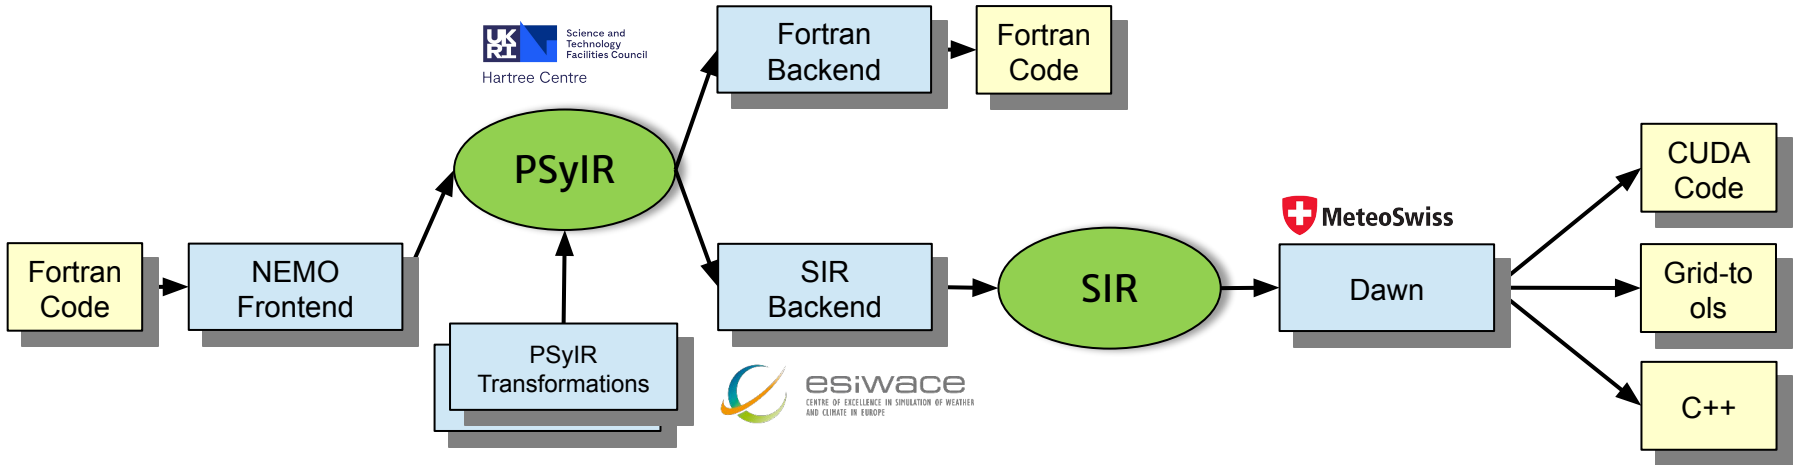 UK
RI
Science and
Technology
Facilities Council
Hartree Centre
Fortran
Backend
Fortran
Code
PSyIR
CUDA
Code
MeteoSwiss
Fortran
Code
NEMO
Frontend
SIR
Backend
SIR
Dawn
Grid-to
ols
PSyIR
Transformations
esiwace
CENTRE OF EXCELLENCE IN SIMULATION OF WEATHER
AND CLIMATE IN EUROPE
C++